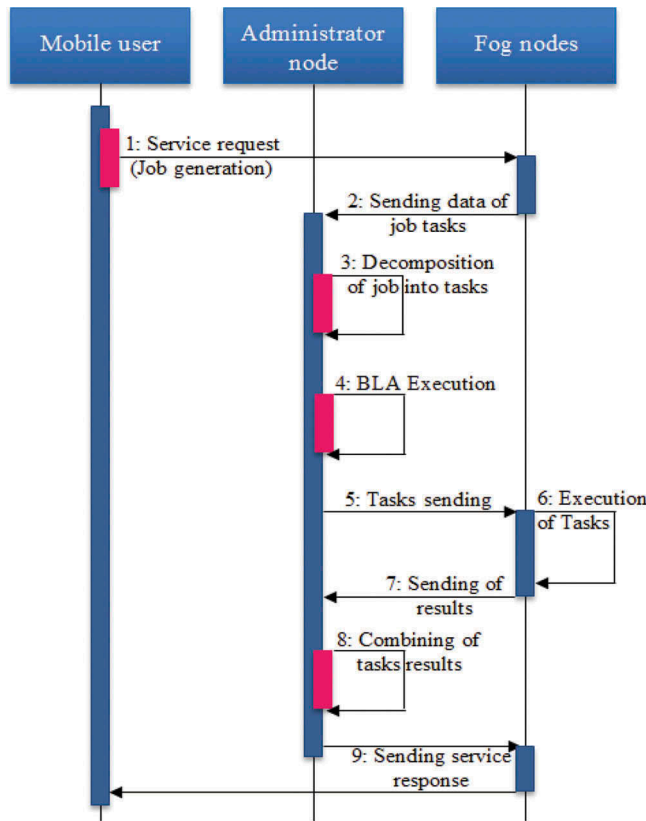 Mobile user
Administrator
node
Fog nodes
1: Service request
(Job generation)
2: Sending data of
job tasks
3: Decomposition
of job into tasks
4: BLA Execution
5: Tasks sending
6: Execution
of Tasks
7: Sending of
results
8: Combining of
tasks results
9: Sending service
response